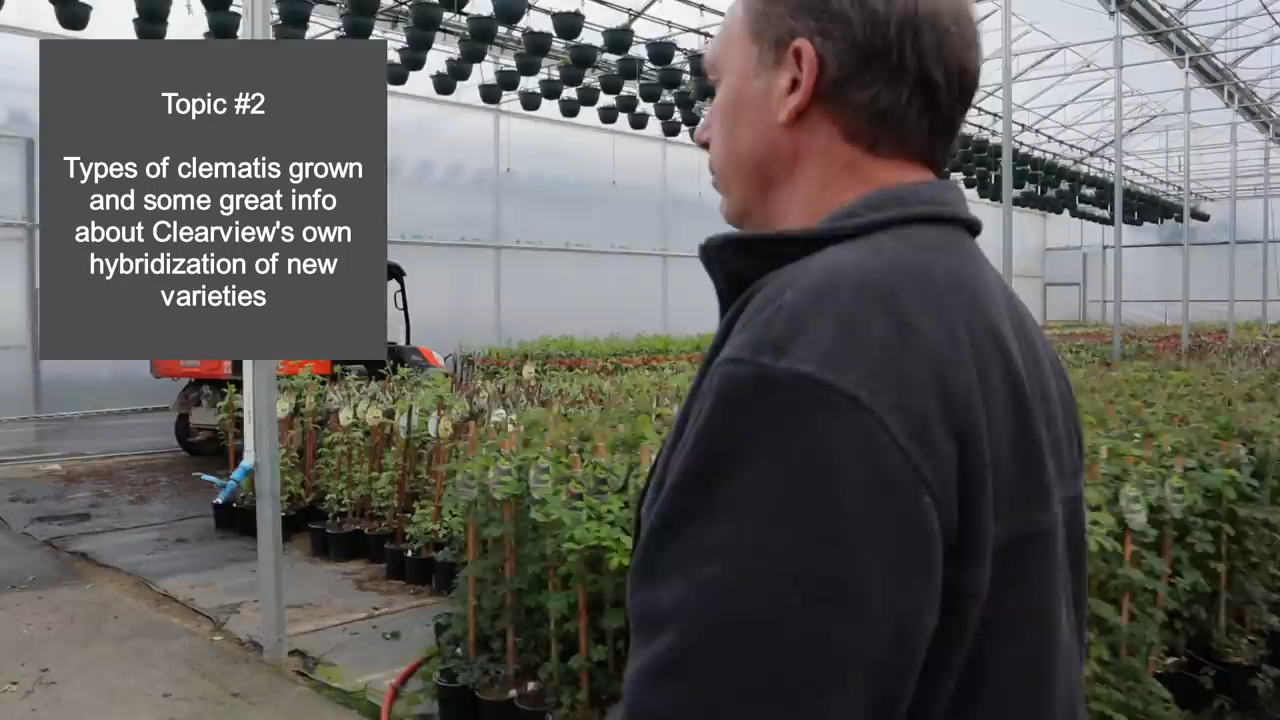 Topic #2
Types of clematis grown
and some great info
about Clearview's own
hybridization of new
varieties